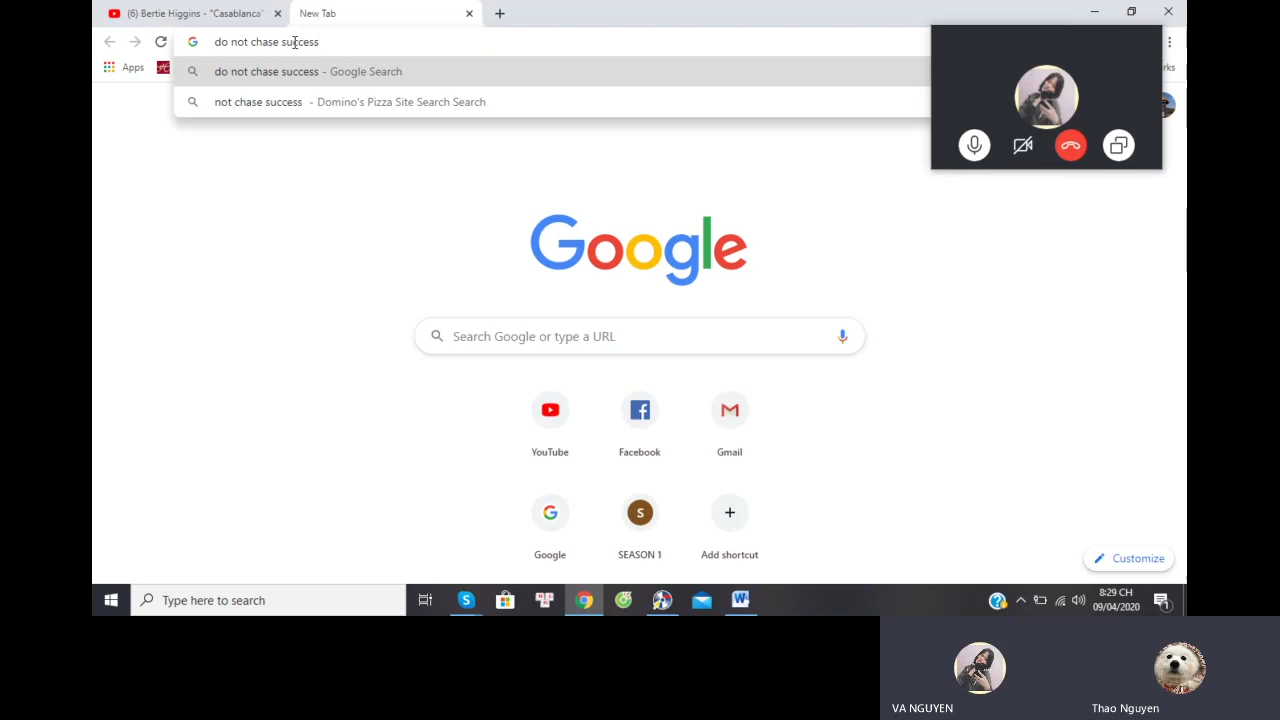 (6) Bertie Higgins - "Casablanca"
New Tab
do not chase success
Apps
do not chase success - Google Search
not chase success - Domino's Pizza Site Search Search
Google
Search Google or type a URL
YouTube
Facebook
Gmail
S
Google
SEASON 1
Add shortcut
Customize
Type here to search
8:29 CH
09/04/2020
1
VA NGUYEN
Thao Nguyen